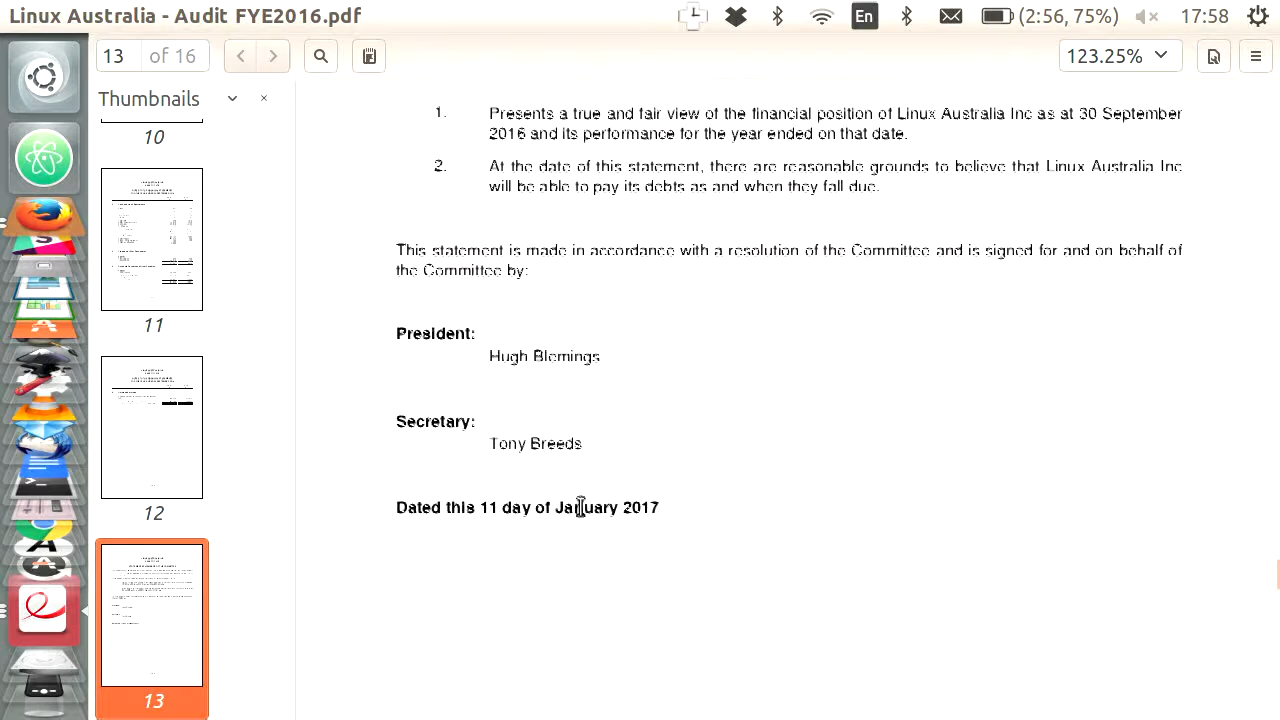 Linux Australia - Audit FYE2016.pdf
En
(2:56, 75%)
17:58
13 of 16
123.25%
Thumbnails
10
11
12
13
1. Presents a true and fair view of the financial position of Linux Australia Inc as at 30 September
2016 and its performance for the year ended on that date.
2. At the date of this statement, there are reasonable grounds to believe that Linux Australia Inc
will be able to pay its debts as and when they fall due.
This statement is made in accordance with a resolution of the Committee and is signed for and on behalf of
the Committee by:
President:
Hugh Blemings
Secretary:
Tony Breeds
Dated this 11 day of January 2017